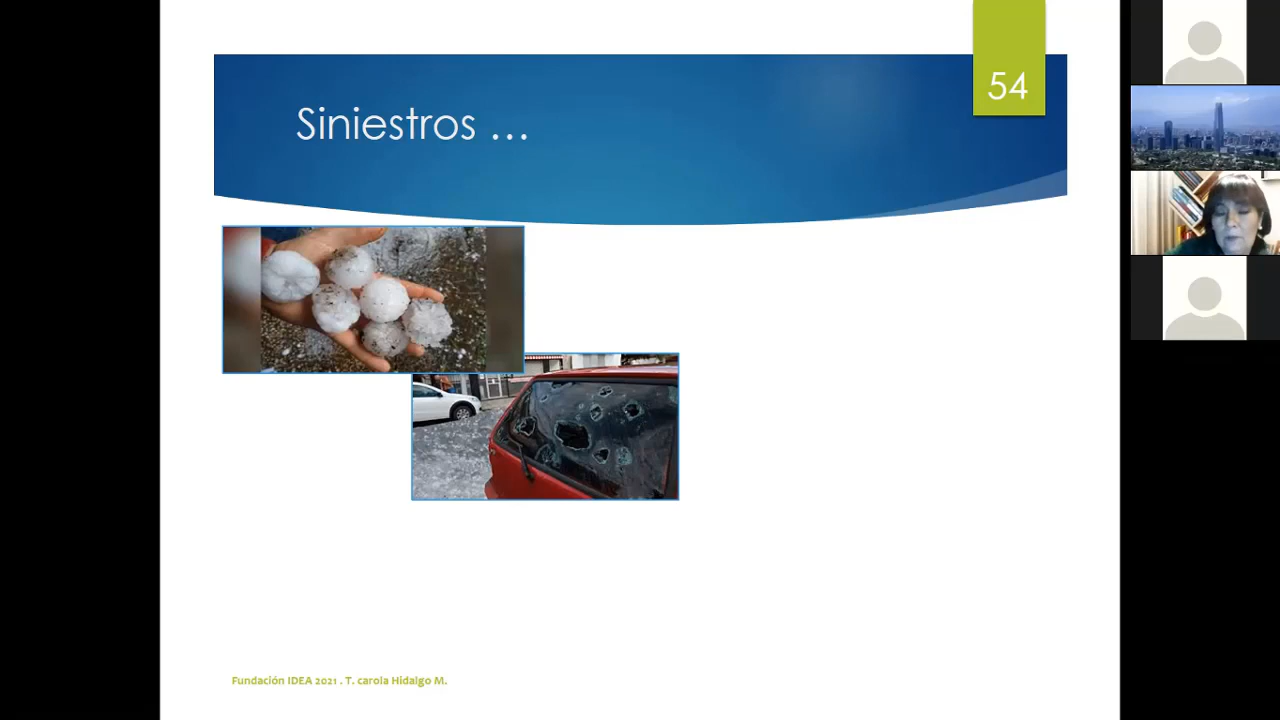 54
Siniestros ...
Fundación IDEA 2021 . T. carola Hidalgo M.